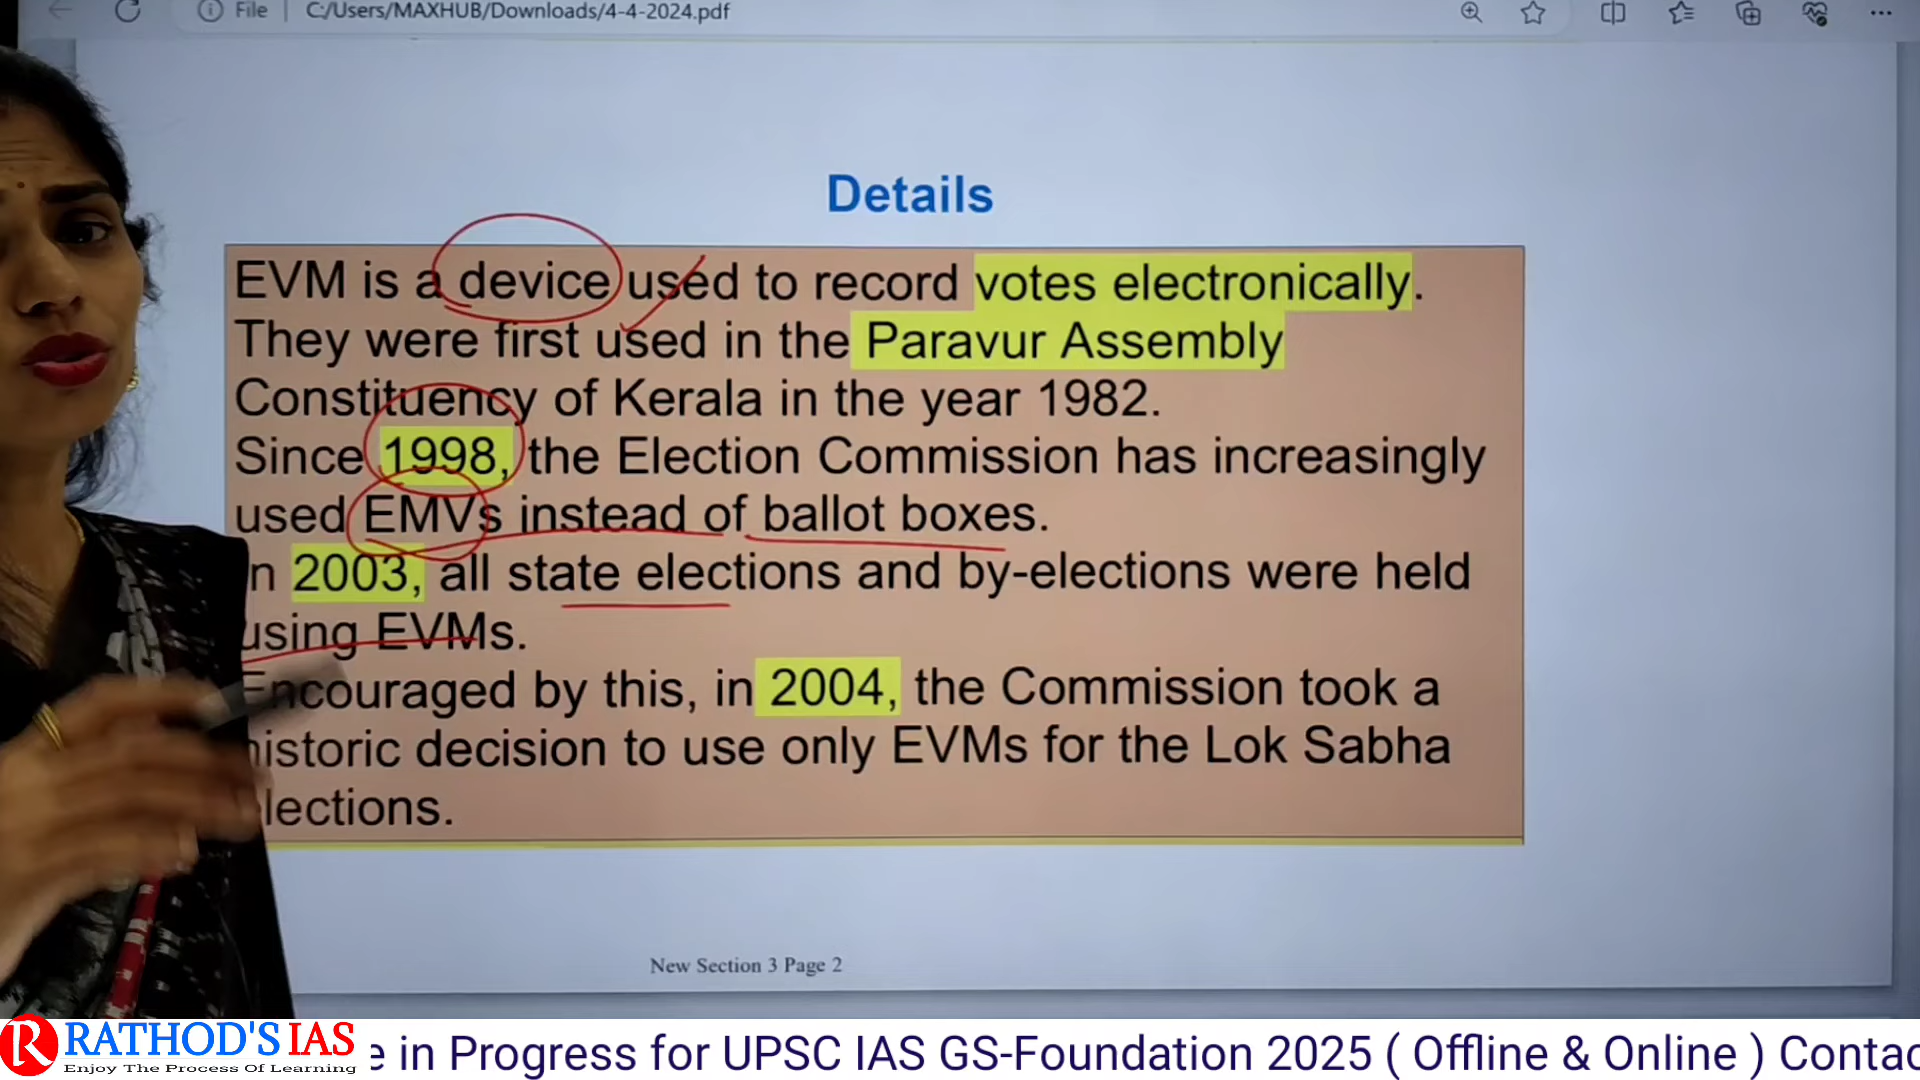 File | C:/Users/MAXHUB/Downloads/4-4-2024.pdf
Details
EVM is a device used to record votes electronically.
They were first used in the Paravur Assembly
Constituency of Kerala in the year 1982.
Since 1998, the Election Commission has increasingly
used EMVs instead of ballot boxes.
n 2003, all state elections and by-elections were held
using EVMs.
Encouraged by this, in 2004, the Commission took a
historic decision to use only EVMs for the Lok Sabha
lections.
New Section 3 Page 2
R RATHOD'S IAS
Enjoy The Process Of Learning
e in Progress for UPSC IAS GS-Foundation 2025 ( Offline & Online ) Contac